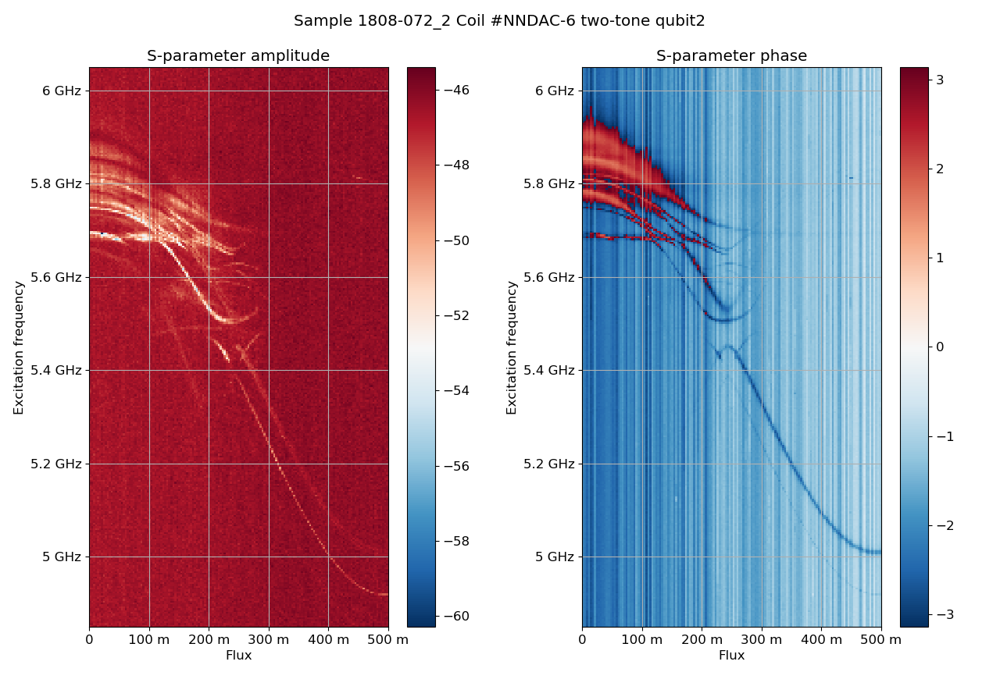 Sample 1808-072_2 Coil #NNDAC-6 two-tone qubit2
S-parameter amplitude
6 GHz
5.8 GHz
5.6 GHz
5.4 GHz
5.2 GHz
5 GHz
Excitation frequency
0 100 m 200 m 300 m 400 m 500 m
Flux
−46
−48
−50
−52
−54
−56
−58
−60
S-parameter phase
6 GHz
5.8 GHz
5.6 GHz
5.4 GHz
5.2 GHz
5 GHz
Excitation frequency
0 100 m 200 m 300 m 400 m 500 m
Flux
3
2
1
0
−1
−2
−3